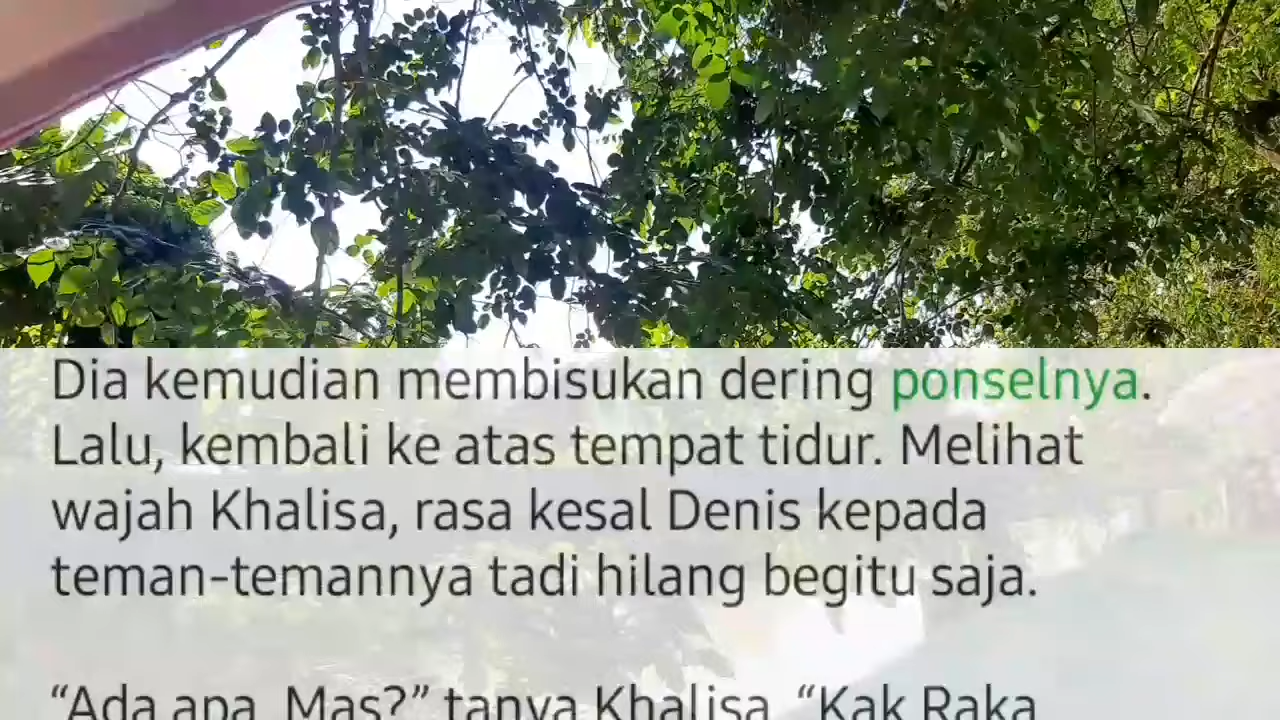 Dia kemudian membisukan dering ponselnya.
Lalu, kembali ke atas tempat tidur. Melihat
wajah Khalisa, rasa kesal Denis kepada
teman-temannya tadi hilang begitu saja.
“Ada apa, Mas?” tanya Khalisa. “Kak Raka